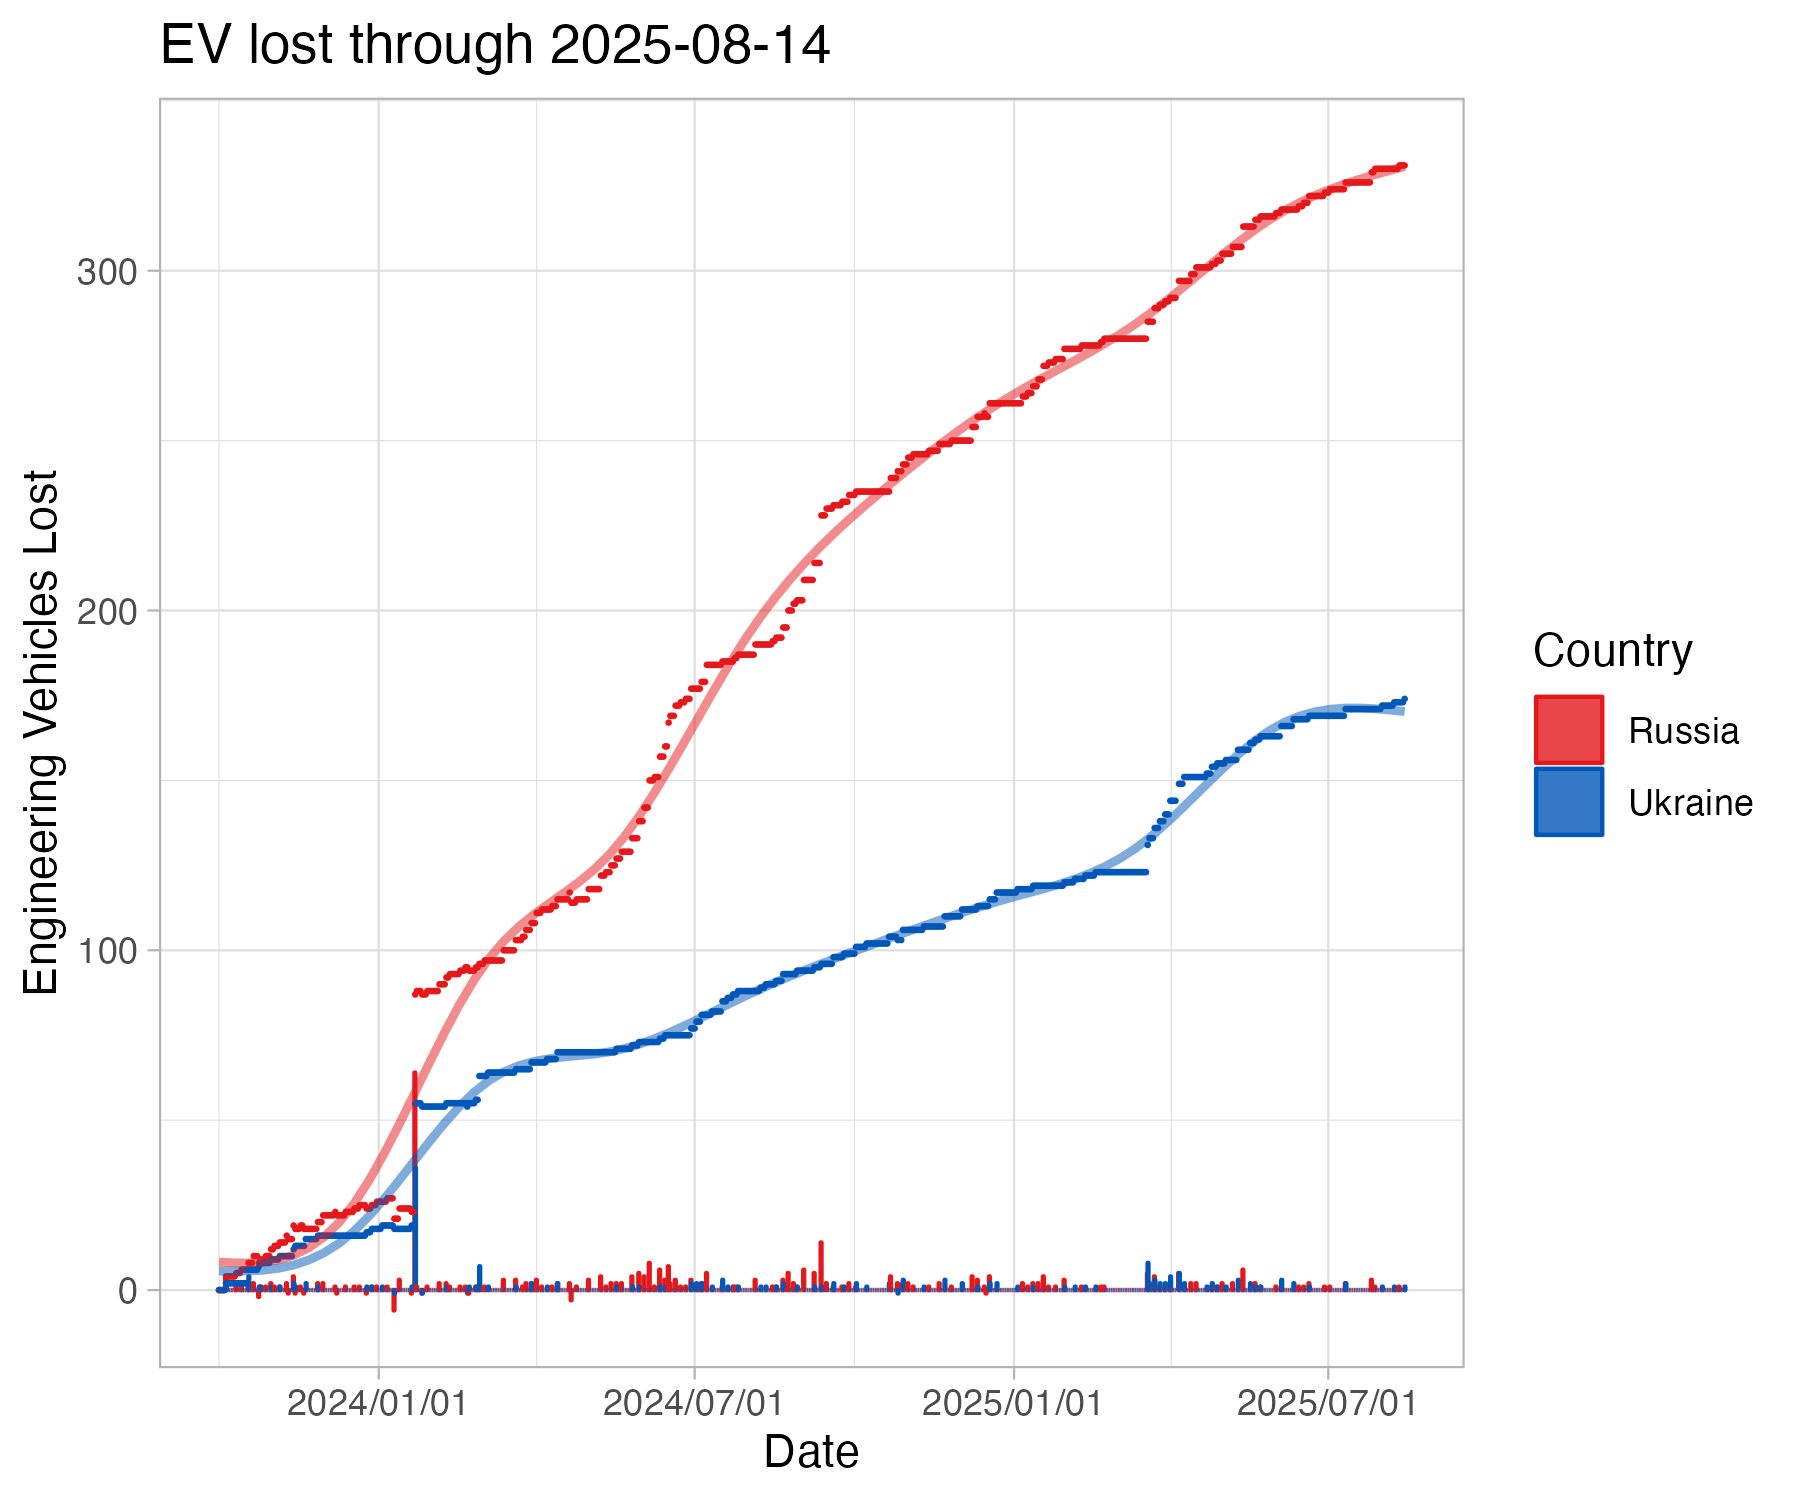 EV lost through 2025-08-14
Engineering Vehicles Lost
300
200
100
0
2024/01/01
2024/07/01
2025/01/01
2025/07/01
Date
Country
Russia
Ukraine